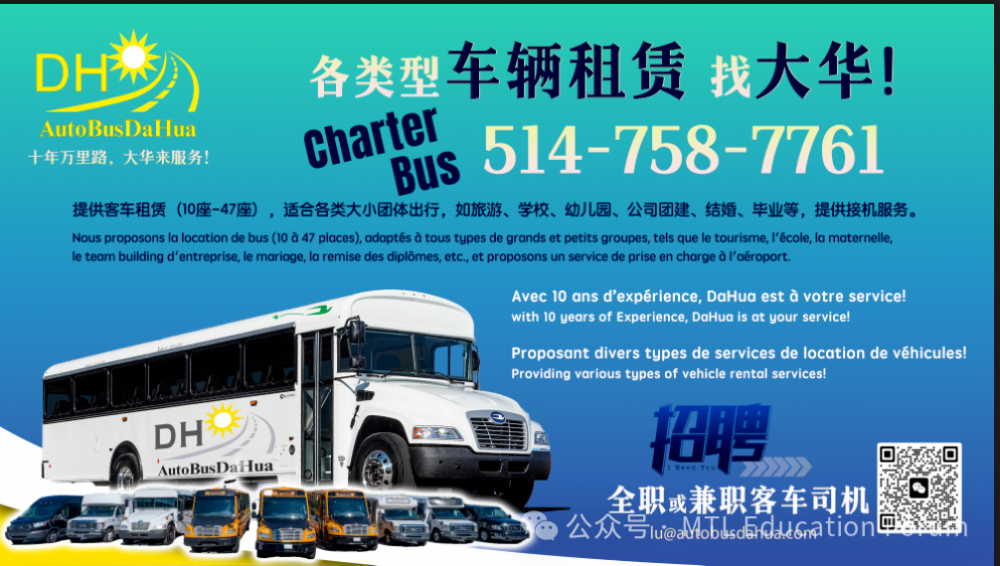 DH
AutoBusDaHua
十年万里路，大华来服务！
各类型车辆租赁 找大华！
Charter
Bus
514-758-7761
提供客车租赁（10座-47座），适合各类大小团体出行，如旅游、学校、幼儿园、公司团建、结婚、毕业等，提供接机服务。
Nous proposons la location de bus (10 à 47 places), adaptés à tous types de grands et petits groupes, tels que le tourisme, l'école, la maternelle,
le team building d'entreprise, le mariage, la remise des diplômes, etc., et proposons un service de prise en charge à l'aéroport.
Avec 10 ans d'expérience, DaHua est à votre service!
with 10 years of Experience, DaHua is at your service!
Proposant divers types de services de location de véhicules!
Providing various types of vehicle rental services!
DH
AutoBusDaHua
招聘
I Need You
全职或兼职客车司机
lu@autobusdahua.com
公众号 · MTL Education Forum